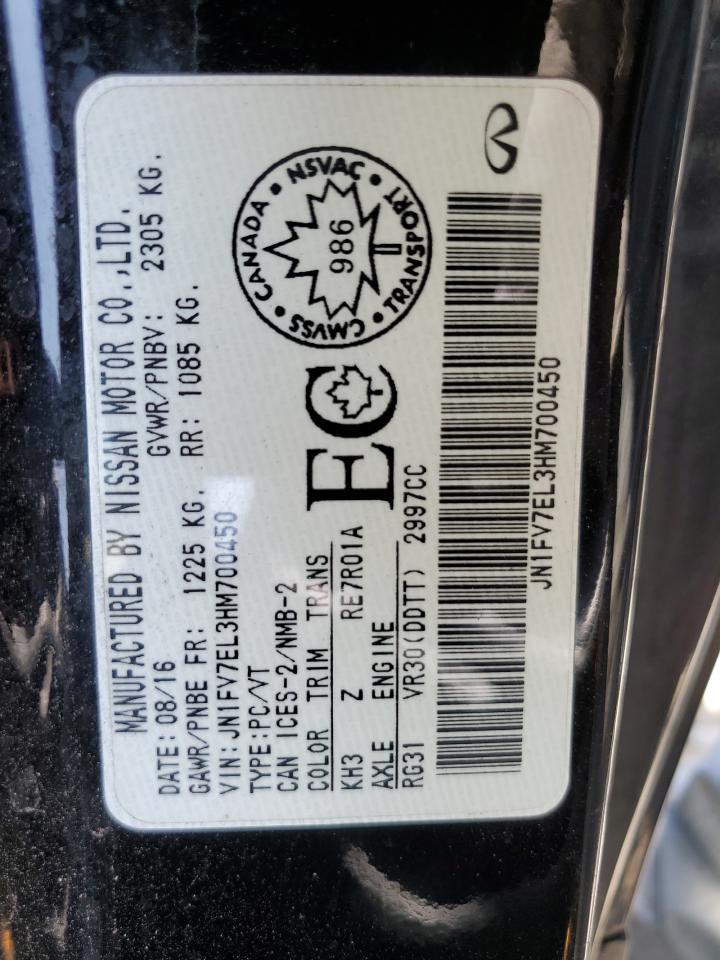 MANUFACTURED BY NISSAN MOTOR CO.,LTD.
DATE: 08/16 GVWR/PNBV: 2305 KG.
GAWR/PNBE FR: 1225 KG. RR: 1085 KG.
VIN: JN1FV7EL3HM700450
TYPE: PC/VT
CAN ICES-2/NMB-2
COLOR TRIM TRANS
KH3 Z RE7R01A
AXLE ENGINE
RG31 VR30(DDTT) 2997CC
EC
CANADA • NSVAC • TRANSPORT • CMVSS •
986
JN1FV7EL3HM700450